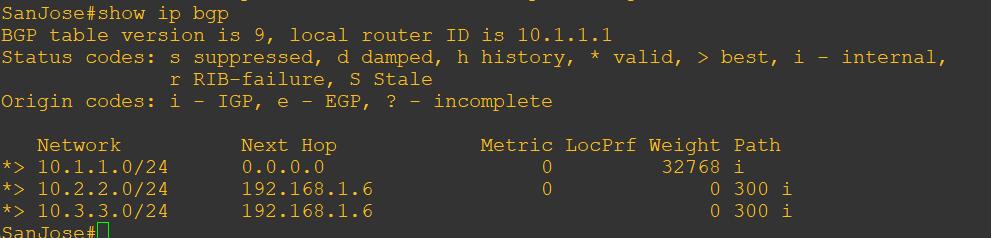 SanJose#show ip bgp
BGP table version is 9, local router ID is 10.1.1.1
Status codes: s suppressed, d damped, h history, * valid, > best, i - internal,
              r RIB-failure, S Stale
Origin codes: i - IGP, e - EGP, ? - incomplete

   Network          Next Hop            Metric LocPrf Weight Path
*> 10.1.1.0/24      0.0.0.0                  0         32768 i
*> 10.2.2.0/24      192.168.1.6              0             0 300 i
*> 10.3.3.0/24      192.168.1.6                            0 300 i
SanJose#